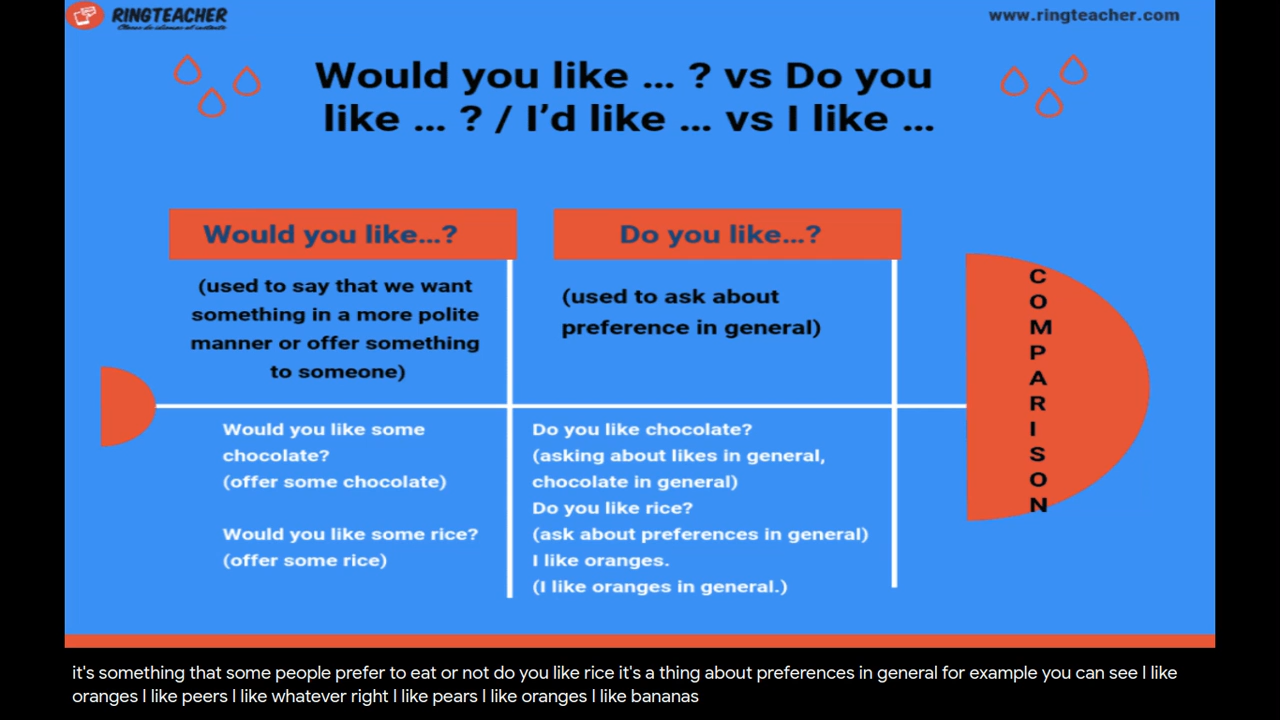 RINGTEACHER
Clases de idiomas al instante
www.ringteacher.com
Would you like ... ? vs Do you
like ... ? / I'd like ... vs I like ...
Would you like...?
Do you like...?
(used to say that we want
something in a more polite
manner or offer something
to someone)
(used to ask about
preference in general)
Would you like some
chocolate?
(offer some chocolate)
Would you like some rice?
(offer some rice)
Do you like chocolate?
(asking about likes in general,
chocolate in general)
Do you like rice?
(ask about preferences in general)
I like oranges.
(I like oranges in general.)
C
O
M
P
A
R
I
S
O
N
it's something that some people prefer to eat or not do you like rice it's a thing about preferences in general for example you can see I like
oranges I like peers I like whatever right I like pears I like oranges I like bananas